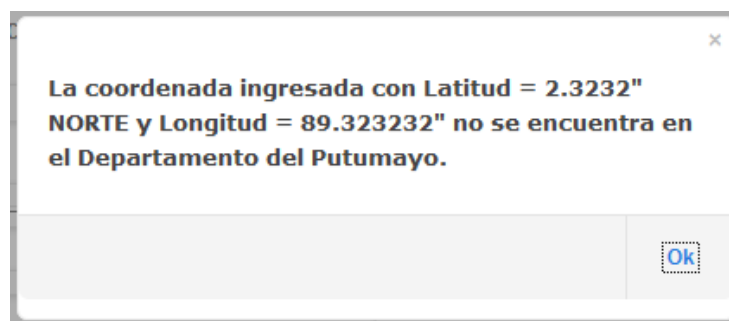 ×
La coordenada ingresada con Latitud = 2.3232"
NORTE y Longitud = 89.323232" no se encuentra en
el Departamento del Putumayo.
Ok